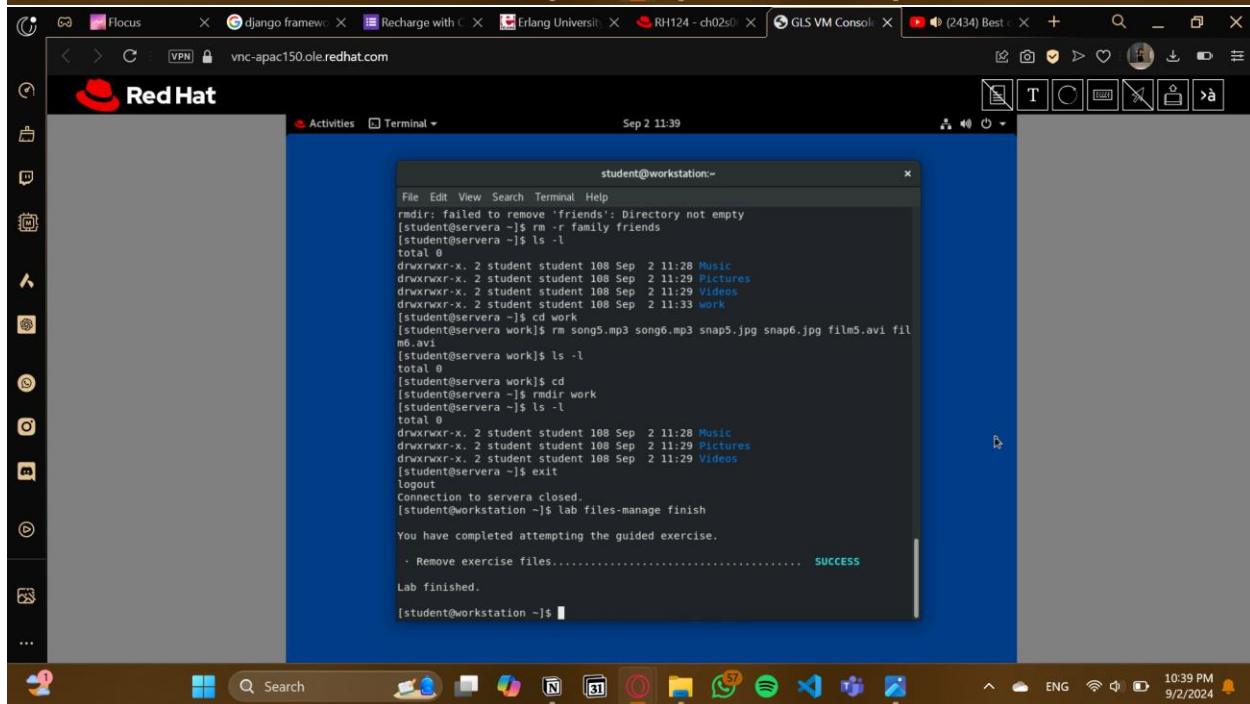 Flocus
django framewo
Recharge with C
Erlang Universit
RH124 - ch02s0
GLS VM Console
(2434) Best c
VPN
vnc-apac150.ole.redhat.com
Red Hat
T
>à
Activities
Terminal
Sep 2 11:39
student@workstation:~
File Edit View Search Terminal Help
rmdir: failed to remove 'friends': Directory not empty
[student@servera ~]$ rm -r family friends
[student@servera ~]$ ls -l
total 0
drwxrwxr-x. 2 student student 108 Sep  2 11:28 Music
drwxrwxr-x. 2 student student 108 Sep  2 11:29 Pictures
drwxrwxr-x. 2 student student 108 Sep  2 11:29 Videos
drwxrwxr-x. 2 student student 108 Sep  2 11:33 work
[student@servera ~]$ cd work
[student@servera work]$ rm song5.mp3 song6.mp3 snap5.jpg snap6.jpg film5.avi fil
m6.avi
[student@servera work]$ ls -l
total 0
[student@servera work]$ cd
[student@servera ~]$ rmdir work
[student@servera ~]$ ls -l
total 0
drwxrwxr-x. 2 student student 108 Sep  2 11:28 Music
drwxrwxr-x. 2 student student 108 Sep  2 11:29 Pictures
drwxrwxr-x. 2 student student 108 Sep  2 11:29 Videos
[student@servera ~]$ exit
logout
Connection to servera closed.
[student@workstation ~]$ lab files-manage finish
You have completed attempting the guided exercise.
· Remove exercise files...................................... SUCCESS
Lab finished.
[student@workstation ~]$
1
Search
31
57
ENG
10:39 PM
9/2/2024